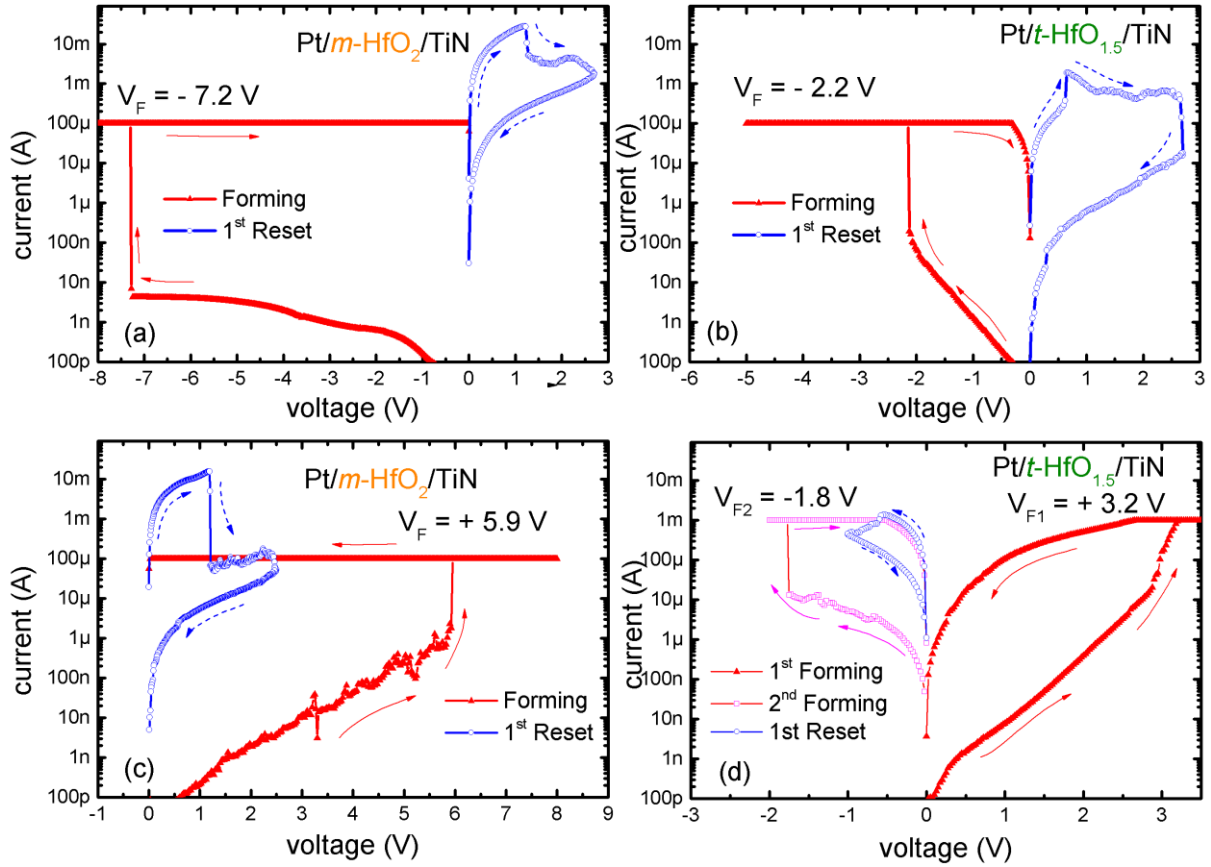 Pt/m-HfO2/TiN
VF = - 7.2 V
Forming
1st Reset
(a)
current (A)
10m
1m
100µ
10µ
1µ
100n
10n
1n
100p
-8 -7 -6 -5 -4 -3 -2 -1 0 1 2 3
voltage (V)
Pt/t-HfO1.5/TiN
VF = - 2.2 V
Forming
1st Reset
(b)
current (A)
10m
1m
100µ
10µ
1µ
100n
10n
1n
100p
-6 -5 -4 -3 -2 -1 0 1 2 3
voltage (V)
Pt/m-HfO2/TiN
VF = + 5.9 V
Forming
1st Reset
(c)
current (A)
10m
1m
100µ
10µ
1µ
100n
10n
1n
100p
-1 0 1 2 3 4 5 6 7 8 9
voltage (V)
Pt/t-HfO1.5/TiN
VF2 = -1.8 V
VF1 = + 3.2 V
1st Forming
2nd Forming
1st Reset
(d)
current (A)
10m
1m
100µ
10µ
1µ
100n
10n
1n
100p
-3 -2 -1 0 1 2 3
voltage (V)